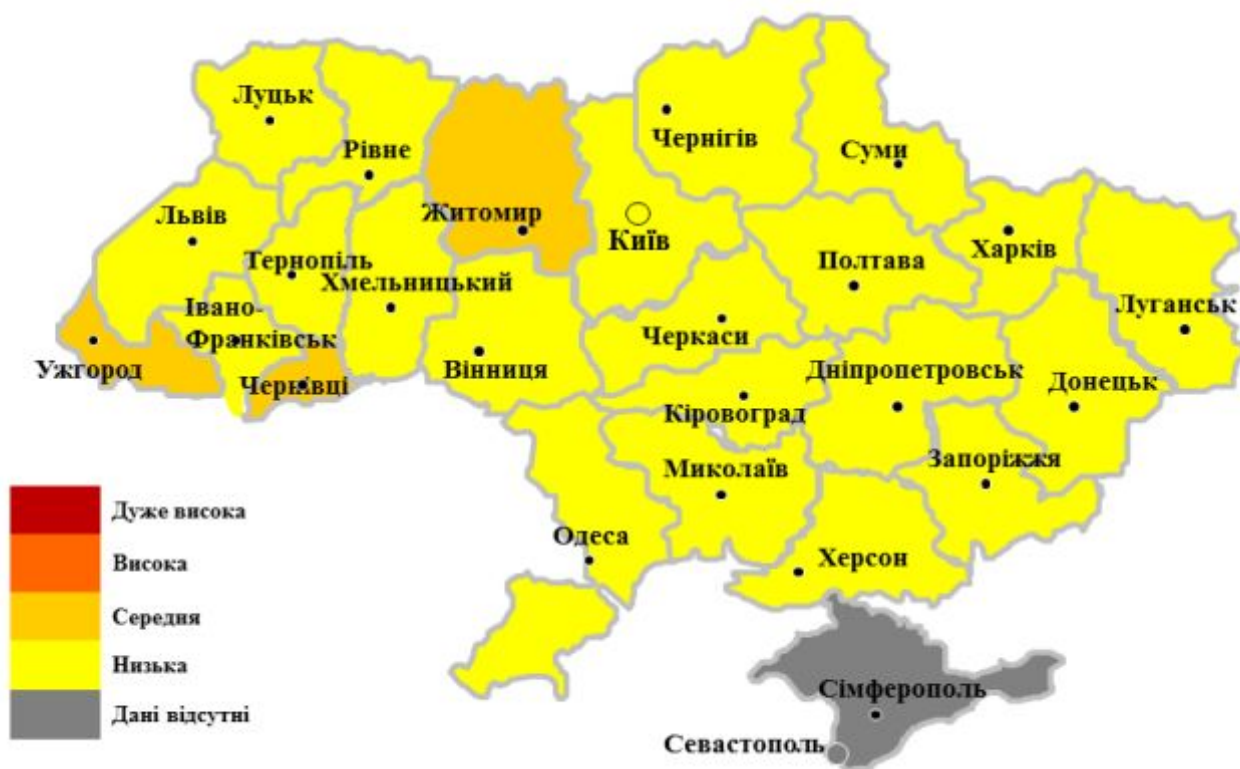 Луцьк
Рівне
Житомир
Чернігів
Суми
Львів
Тернопіль
Хмельницький
Київ
Полтава
Харків
Луганськ
Івано-
Франківськ
Ужгород
Чернівці
Вінниця
Черкаси
Дніпропетровськ
Донецьк
Кіровоград
Запоріжжя
Миколаїв
Одеса
Херсон
Сімферополь
Севастополь
Дуже висока
Висока
Середня
Низька
Дані відсутні